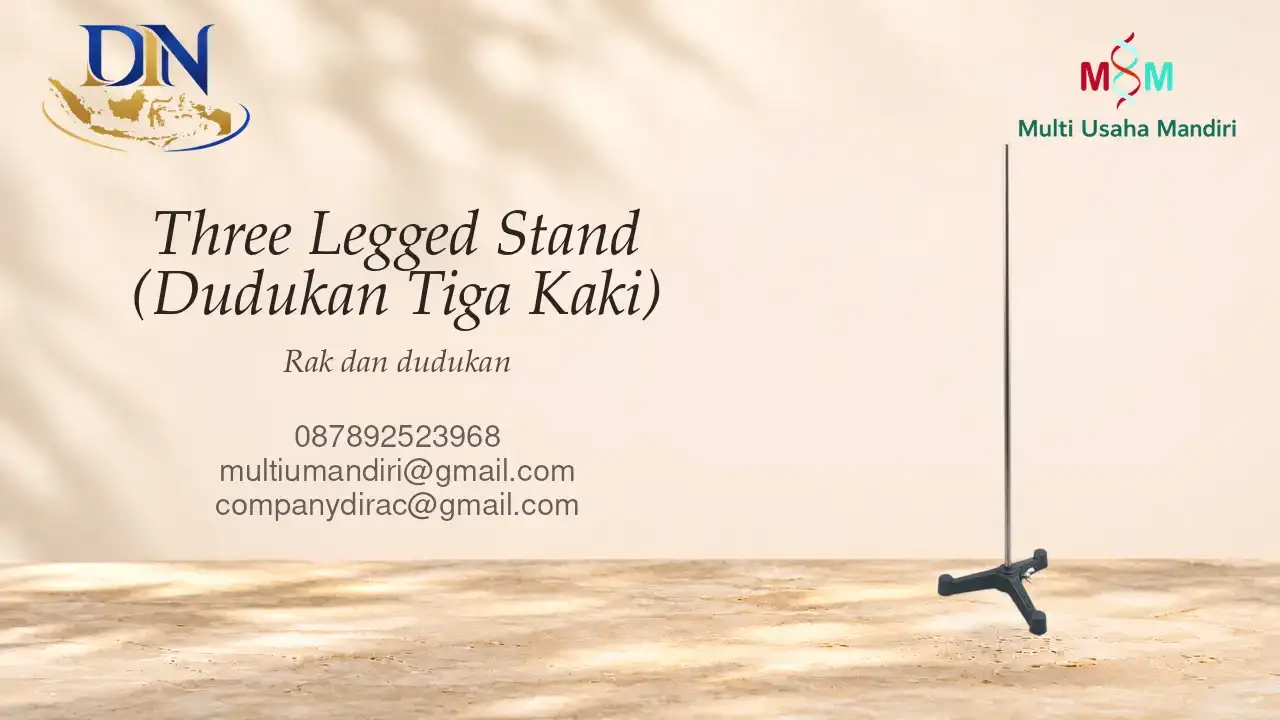 DIN
M M
Multi Usaha Mandiri
Three Legged Stand
(Dudukan Tiga Kaki)
Rak dan dudukan
087892523968
multiumandiri@gmail.com
companydirac@gmail.com